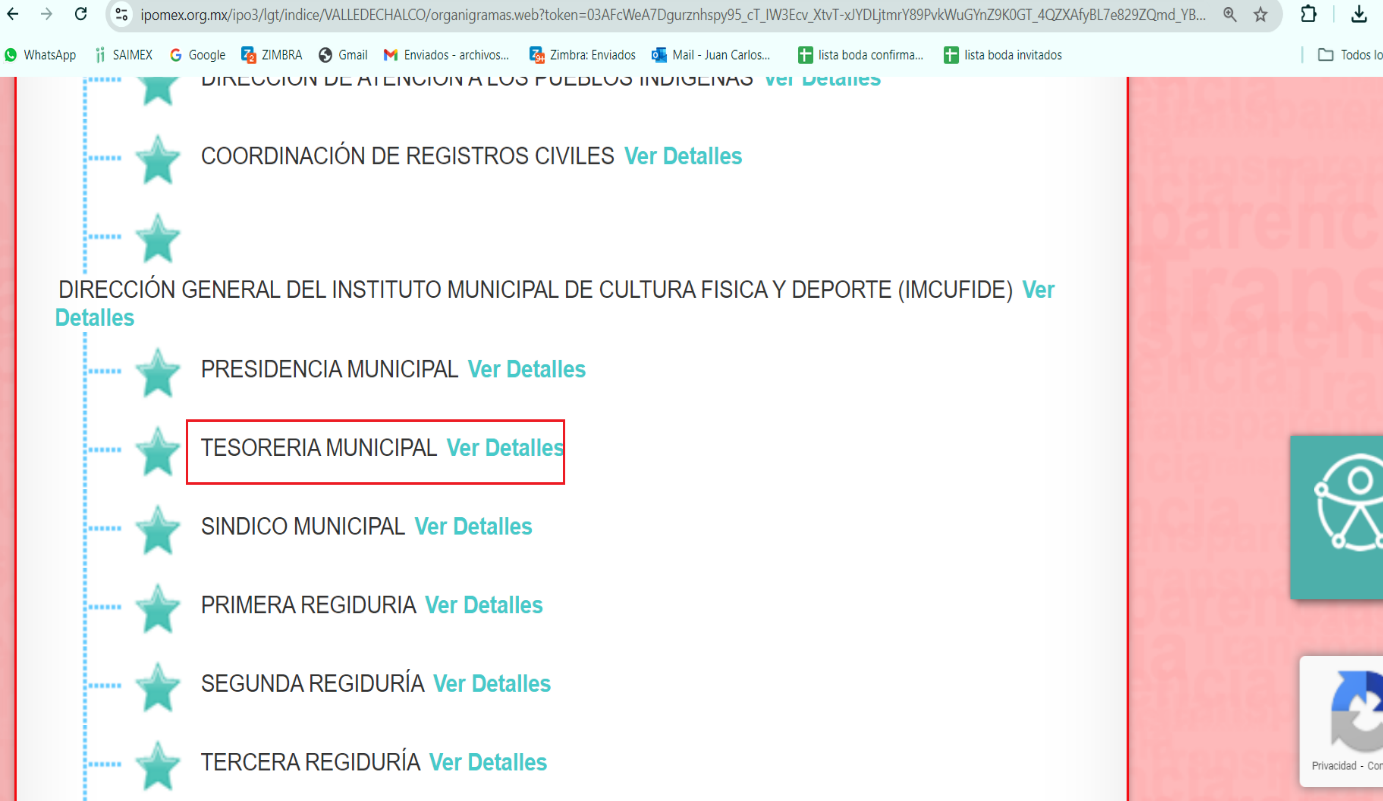 ipomex.org.mx/ipo3/lgt/indice/VALLEDECHALCO/organigramas.web?token=03AFcWeA7Dgurznhspy95_cT_IW3Ecv_XtvT-xJYDLjtmrY89PvkWuGYnZ9K0GT_4QZXAfyBL7e829ZQmd_YB...
WhatsApp SAIMEX Google ZIMBRA Gmail Enviados - archivos... Zimbra: Enviados Mail - Juan Carlos... lista boda confirma... lista boda invitados Todos lo
DIRECCIÓN DE ATENCIÓN A LOS PUEBLOS INDIGENAS Ver Detalles
COORDINACIÓN DE REGISTROS CIVILES Ver Detalles
DIRECCIÓN GENERAL DEL INSTITUTO MUNICIPAL DE CULTURA FISICA Y DEPORTE (IMCUFIDE) Ver
Detalles
PRESIDENCIA MUNICIPAL Ver Detalles
TESORERIA MUNICIPAL Ver Detalles
SINDICO MUNICIPAL Ver Detalles
PRIMERA REGIDURIA Ver Detalles
SEGUNDA REGIDURÍA Ver Detalles
TERCERA REGIDURÍA Ver Detalles
Privacidad - Con